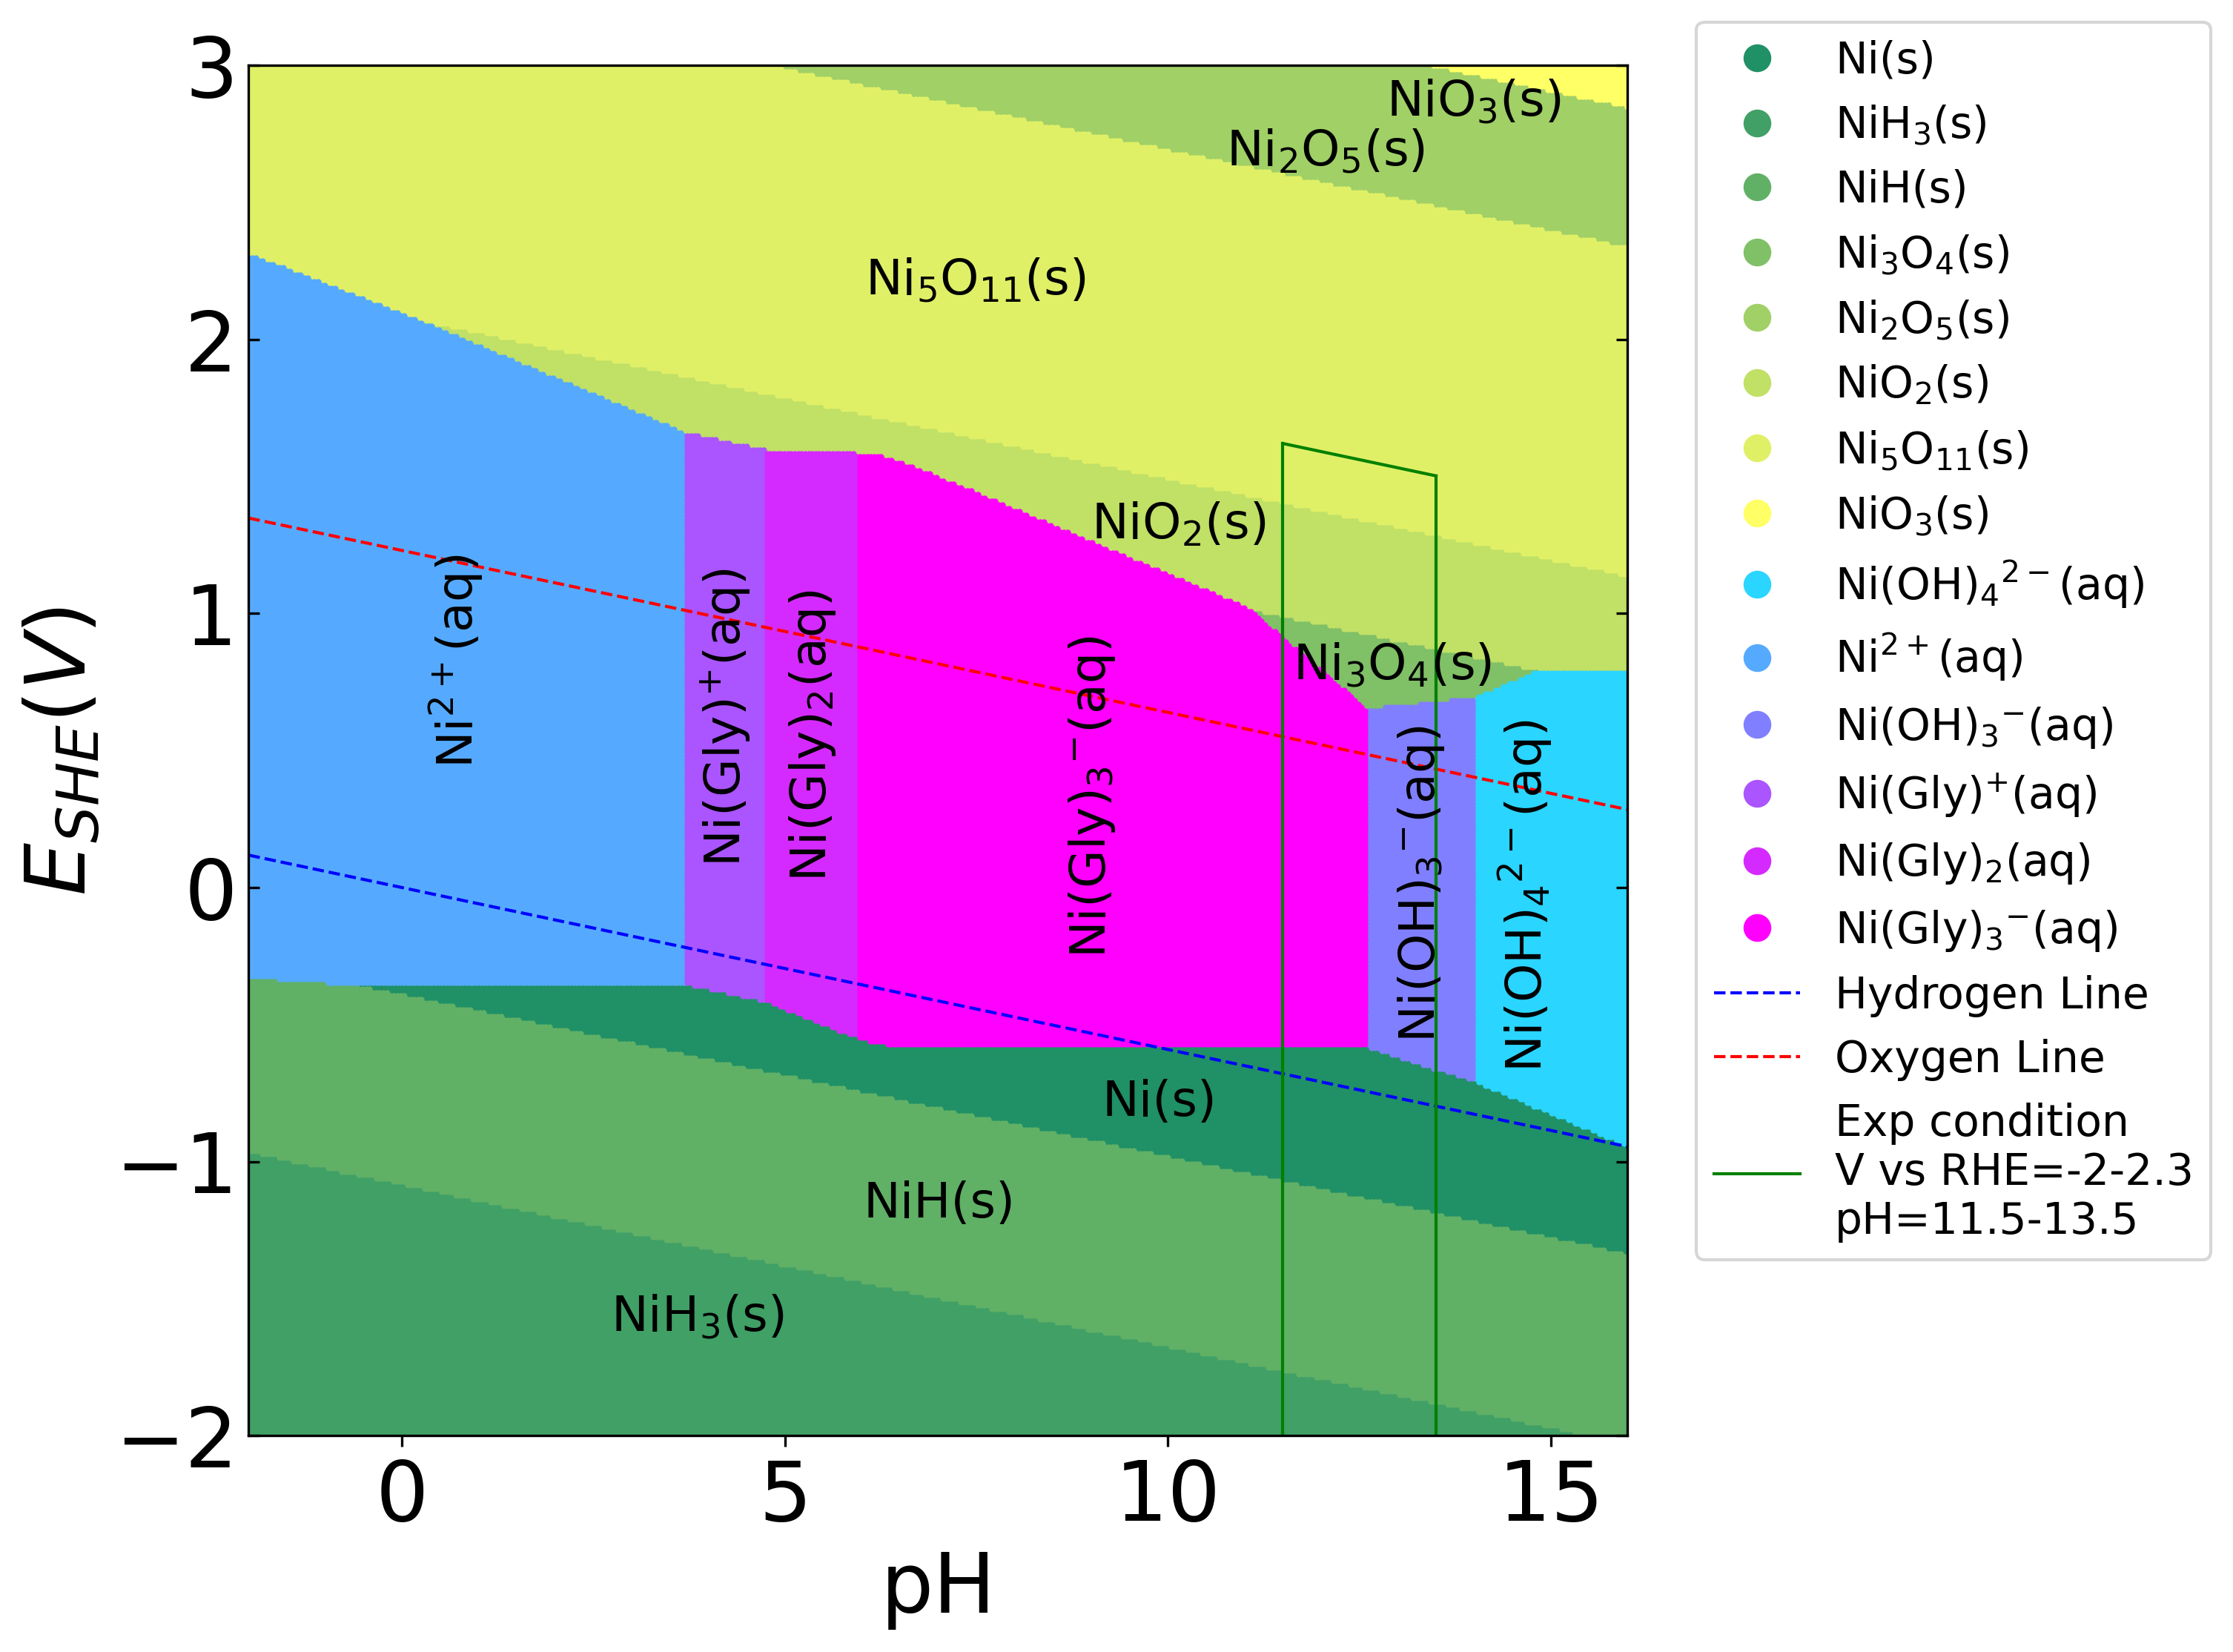 3
2
1
0
−1
−2
0
5
10
15
pH
E_SHE(V)
NiO₃(s)
Ni₂O₅(s)
Ni₅O₁₁(s)
NiO₂(s)
Ni₃O₄(s)
Ni²⁺(aq)
Ni(Gly)⁺(aq)
Ni(Gly)₂(aq)
Ni(Gly)₃⁻(aq)
Ni(OH)₃⁻(aq)
Ni(OH)₄²⁻(aq)
Ni(s)
NiH(s)
NiH₃(s)
Ni(s)
NiH₃(s)
NiH(s)
Ni₃O₄(s)
Ni₂O₅(s)
NiO₂(s)
Ni₅O₁₁(s)
NiO₃(s)
Ni(OH)₄²⁻(aq)
Ni²⁺(aq)
Ni(OH)₃⁻(aq)
Ni(Gly)⁺(aq)
Ni(Gly)₂(aq)
Ni(Gly)₃⁻(aq)
Hydrogen Line
Oxygen Line
Exp condition
V vs RHE=-2-2.3
pH=11.5-13.5